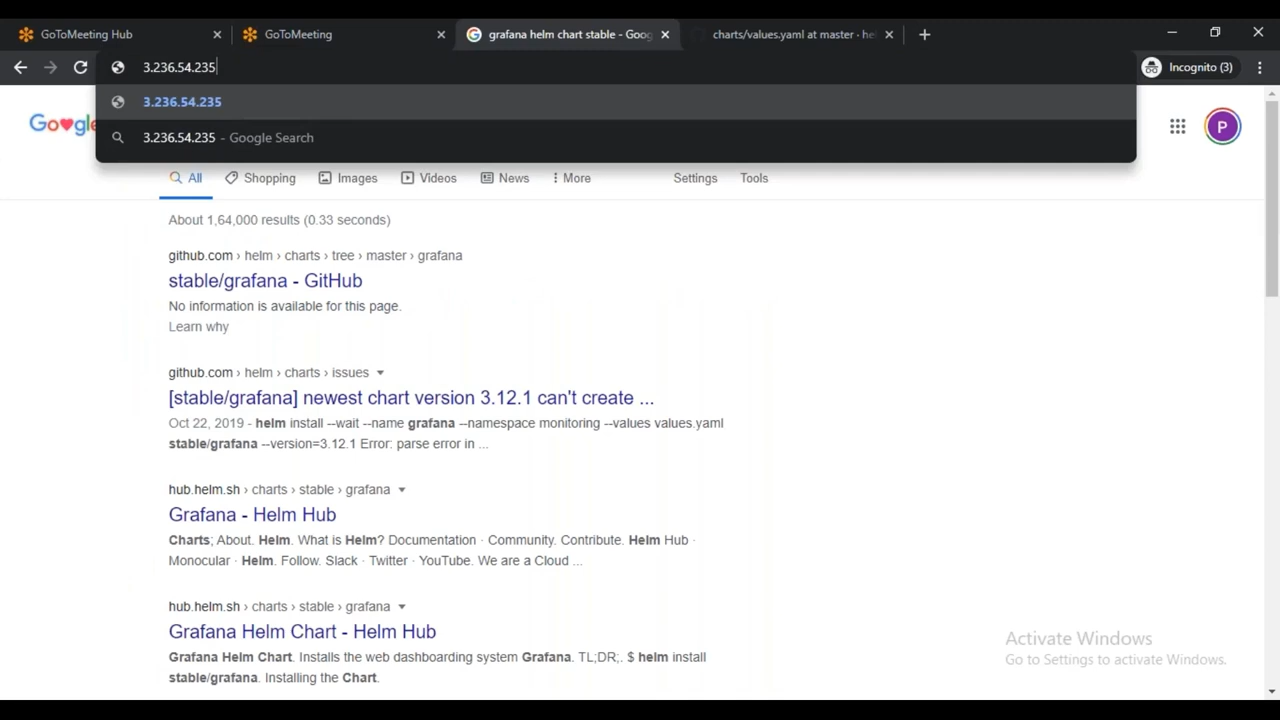 GoToMeeting Hub
GoToMeeting
grafana helm chart stable - Goog
charts/values.yaml at master · he
3.236.54.235
Incognito (3)
3.236.54.235
3.236.54.235 - Google Search
Google
P
All
Shopping
Images
Videos
News
More
Settings
Tools
About 1,64,000 results (0.33 seconds)
github.com › helm › charts › tree › master › grafana
stable/grafana - GitHub
No information is available for this page.
Learn why
github.com › helm › charts › issues
[stable/grafana] newest chart version 3.12.1 can't create ...
Oct 22, 2019 - helm install --wait --name grafana --namespace monitoring --values values.yaml
stable/grafana --version=3.12.1 Error: parse error in ...
hub.helm.sh › charts › stable › grafana
Grafana - Helm Hub
Charts; About. Helm. What is Helm? Documentation · Community. Contribute. Helm Hub ·
Monocular · Helm. Follow. Slack · Twitter · YouTube. We are a Cloud ...
hub.helm.sh › charts › stable › grafana
Grafana Helm Chart - Helm Hub
Grafana Helm Chart. Installs the web dashboarding system Grafana. TL;DR;. $ helm install
stable/grafana. Installing the Chart.
Activate Windows
Go to Settings to activate Windows.